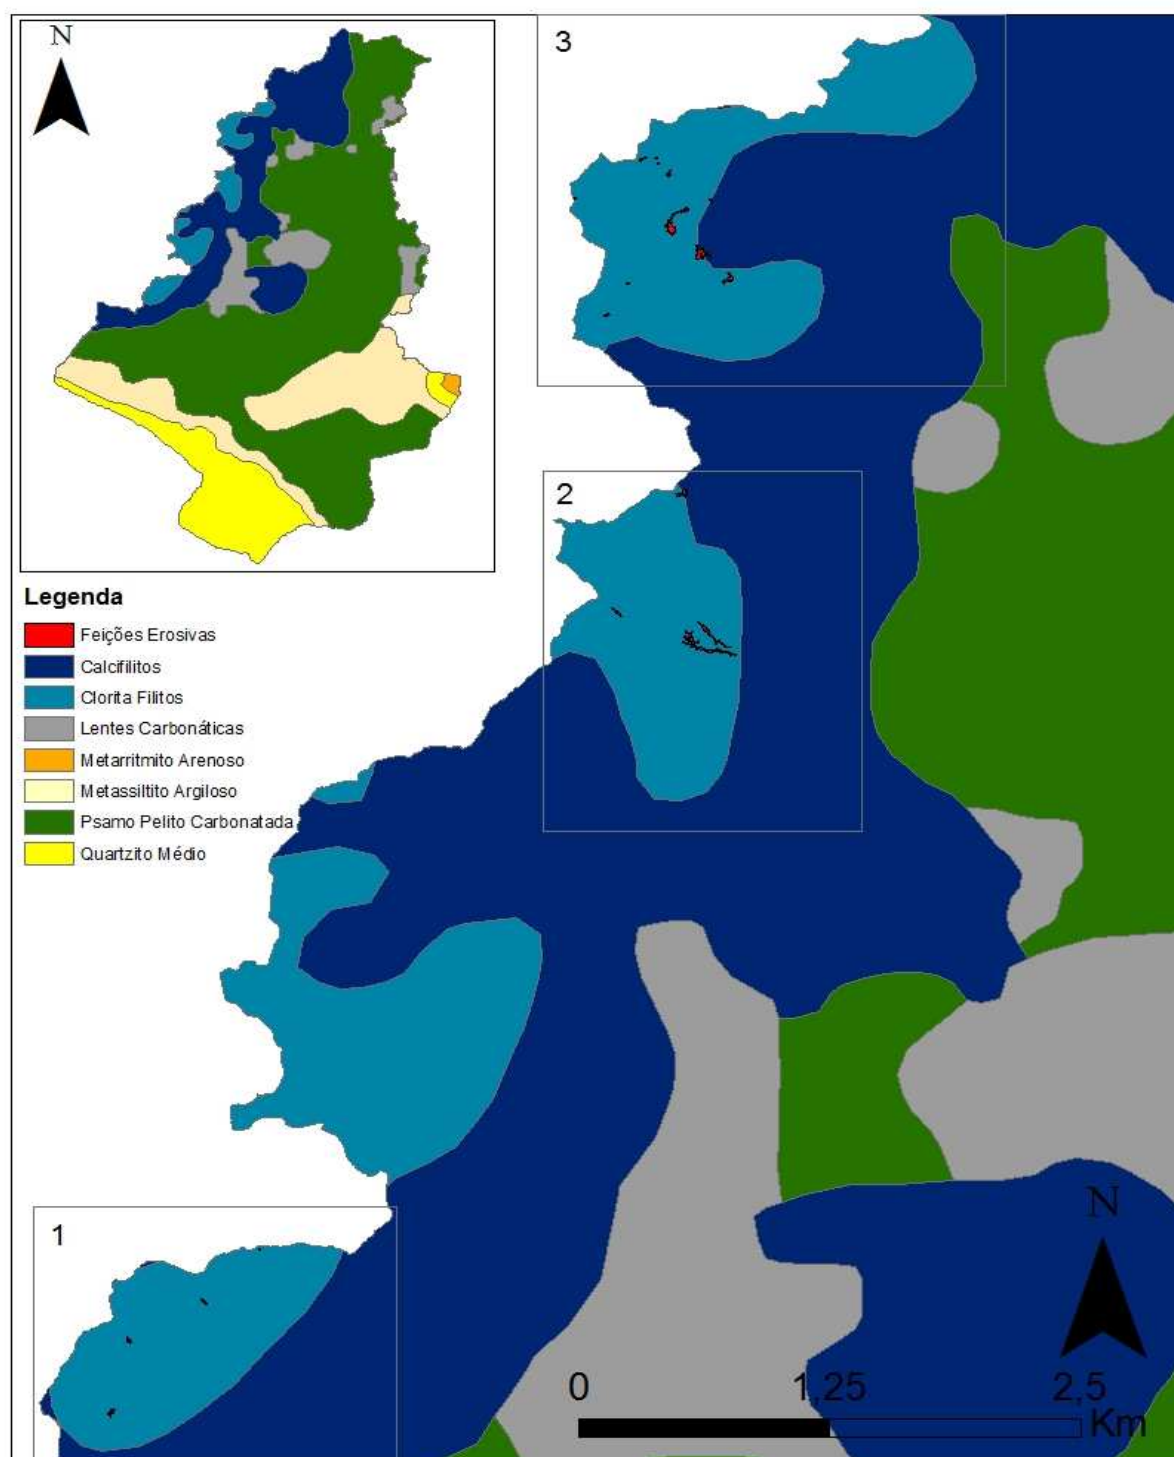 N
3
2
Legenda
Feições Erosivas
Calcifilitos
Clorita Filitos
Lentes Carbonáticas
Metarritmito Arenoso
Metassiltito Argiloso
Psamo Pelito Carbonatada
Quartzito Médio
1
N
0 1,25 2,5
Km